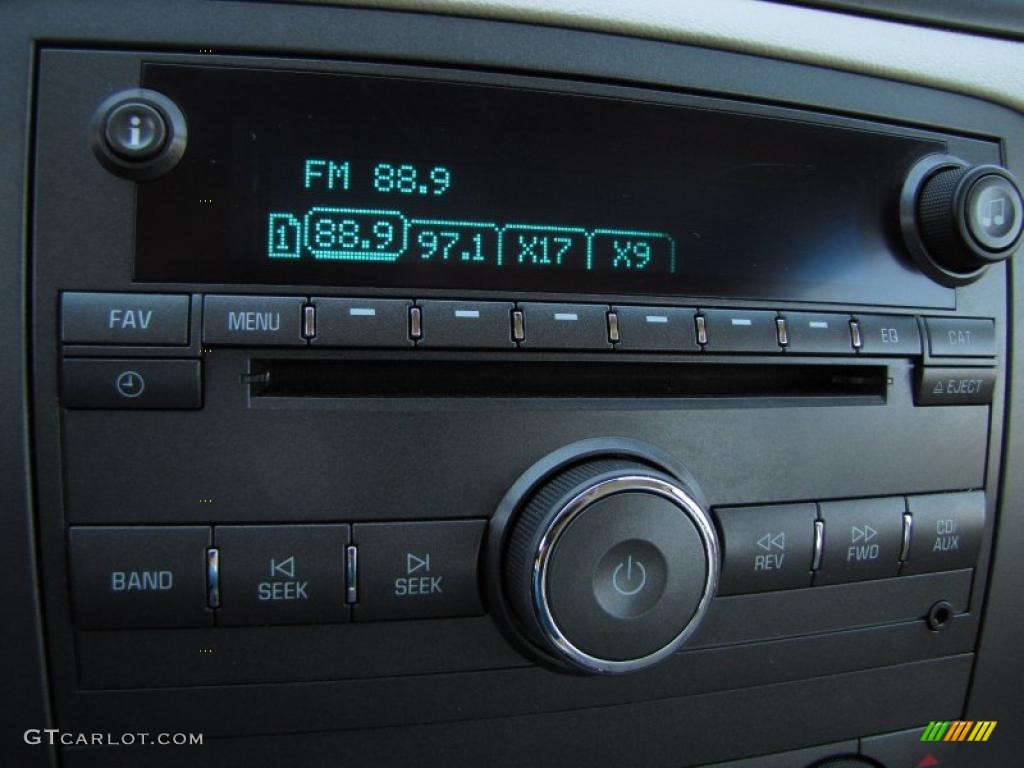 i
FM 88.9
1 88.9 97.1 X17 X9
FAV MENU EQ CAT
EJECT
BAND SEEK SEEK REV FWD CD/AUX
GTCARLOT.COM